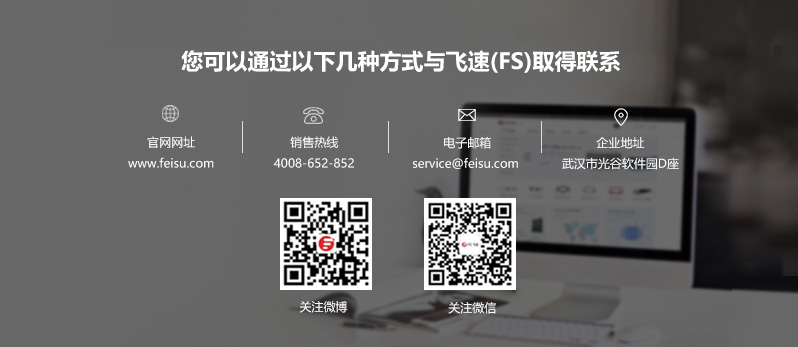 您可以通过以下几种方式与飞速(FS)取得联系
官网网址
www.feisu.com
销售热线
4008-652-852
电子邮箱
service@feisu.com
企业地址
武汉市光谷软件园D座
关注微博
关注微信